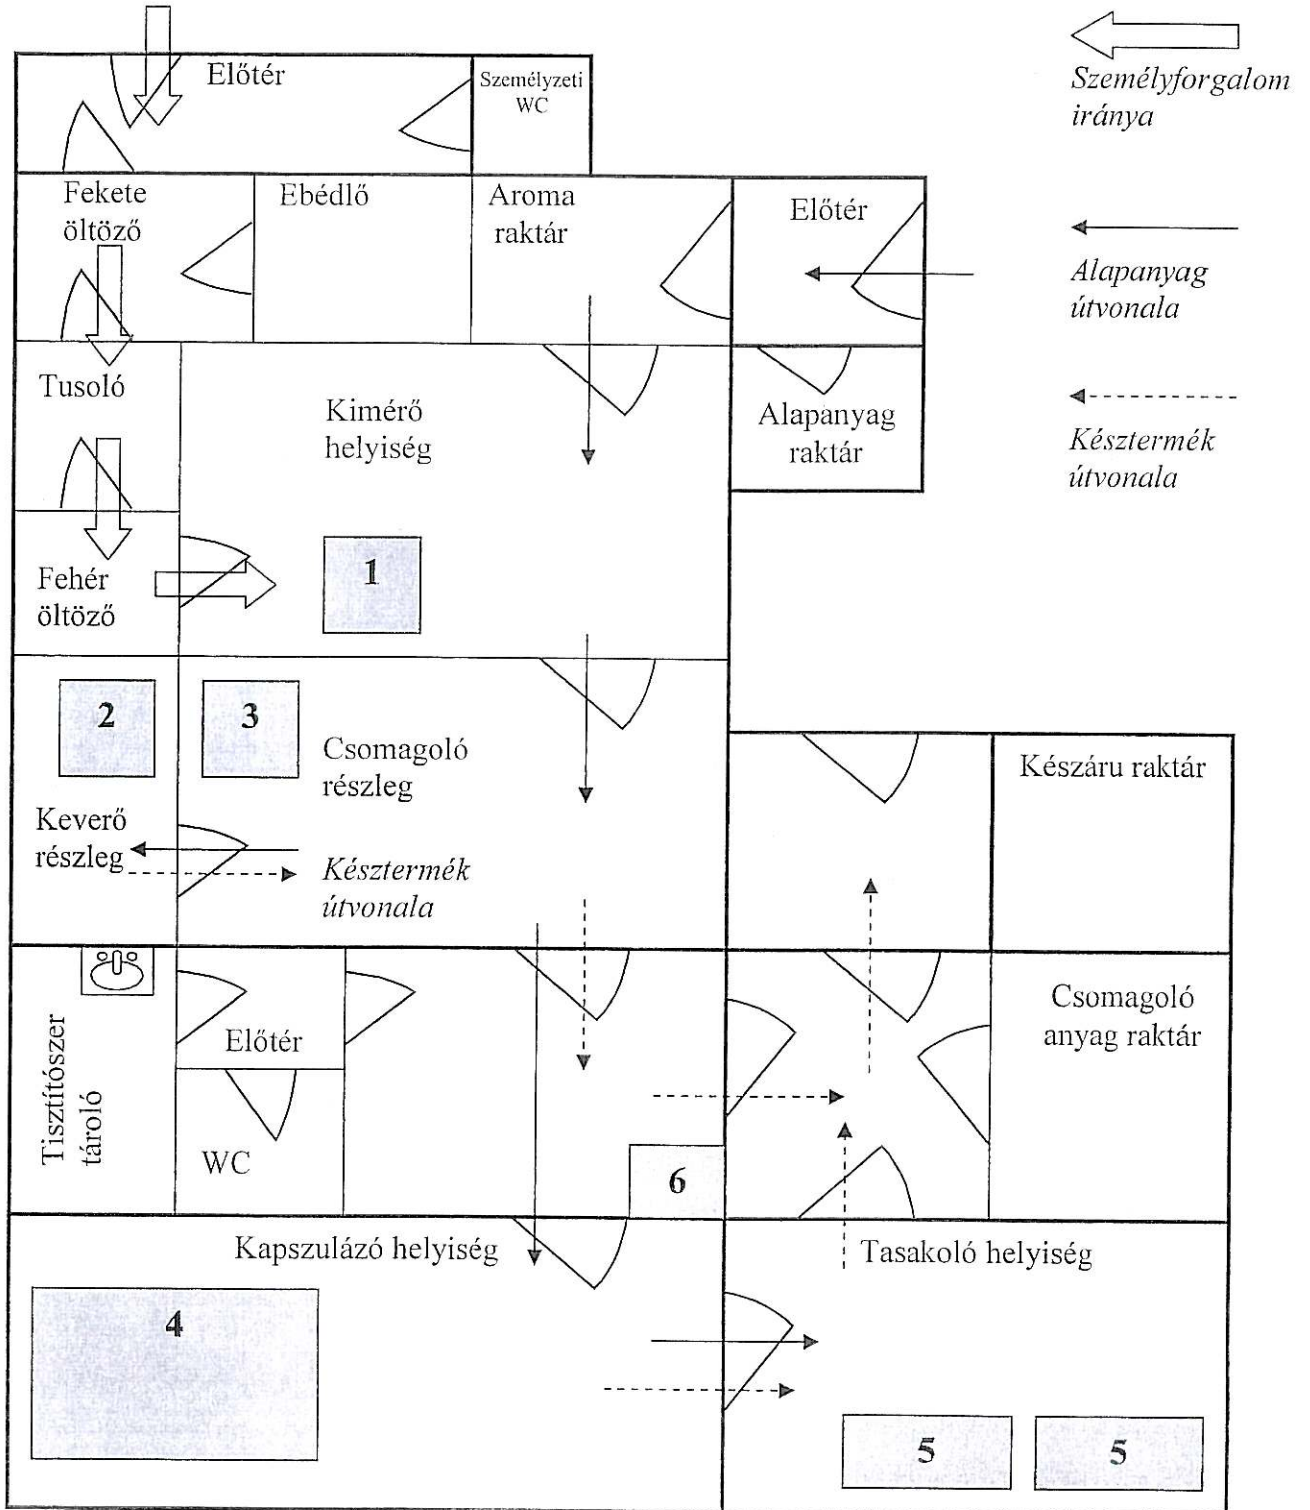 Előtér
Személyzeti
WC
Személyforgalom
iránya
Fekete
öltöző
Ebédlő
Aroma
raktár
Előtér
Alapanyag
útvonala
Tusoló
Kimérő
helyiség
Alapanyag
raktár
Késztermék
útvonala
Fehér
öltöző
1
2
3
Csomagoló
részleg
Készáru raktár
Keverő
részleg
Késztermék
útvonala
Tisztítószer
tároló
Előtér
WC
Csomagoló
anyag raktár
6
Kapszulázó helyiség
Tasakoló helyiség
4
5
5